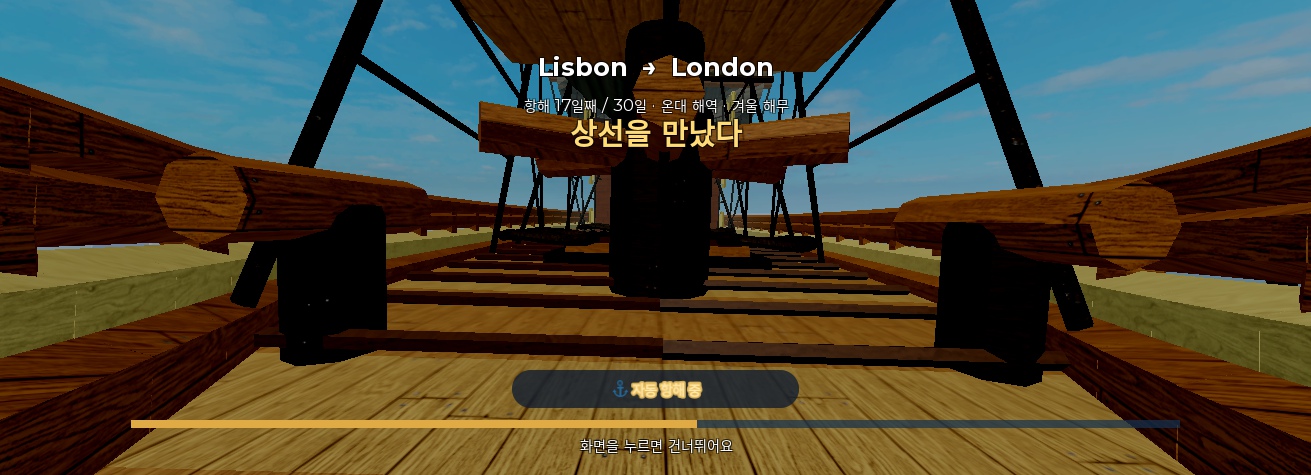 Lisbon → London
항해 17일째 / 30일 · 온대 해역 · 겨울 해무
상선을 만났다
⚓ 자동 항해 중
화면을 누르면 건너뛰어요